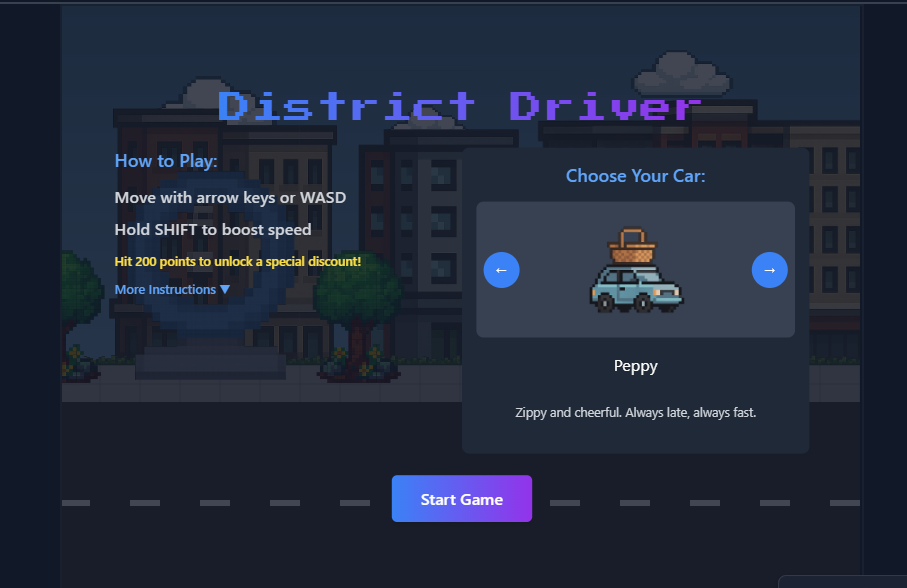 District Driver
How to Play:
Move with arrow keys or WASD
Hold SHIFT to boost speed
Hit 200 points to unlock a special discount!
More Instructions ▼
Choose Your Car:
← →
Peppy
Zippy and cheerful. Always late, always fast.
Start Game